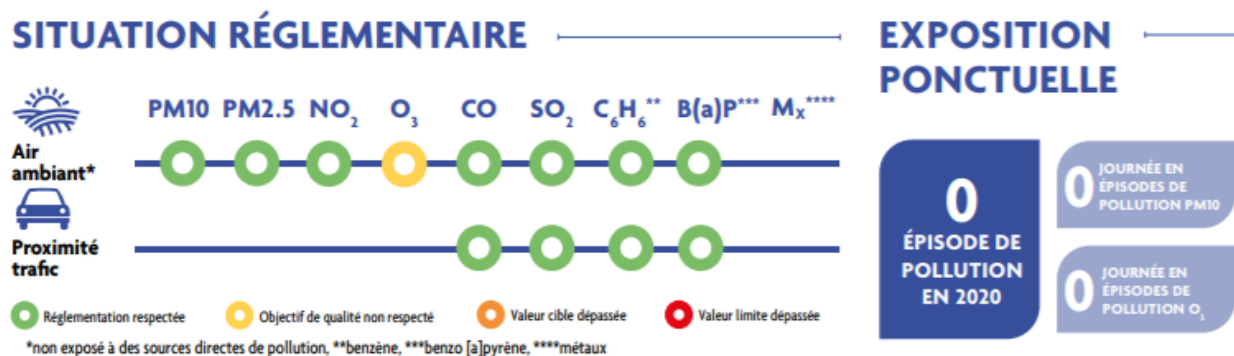 SITUATION RÉGLEMENTAIRE
PM10 PM2.5 NO₂ O₃ CO SO₂ C₆H₆** B(a)P*** Mx****
Air
ambiant*
Proximité
trafic
Réglementation respectée Objectif de qualité non respecté Valeur cible dépassée Valeur limite dépassée
*non exposé à des sources directes de pollution, **benzène, ***benzo [a]pyrène, ****métaux
EXPOSITION
PONCTUELLE
0
ÉPISODE DE
POLLUTION
EN 2020
0 JOURNÉE EN
ÉPISODES DE
POLLUTION PM10
0 JOURNÉE EN
ÉPISODES DE
POLLUTION O₃